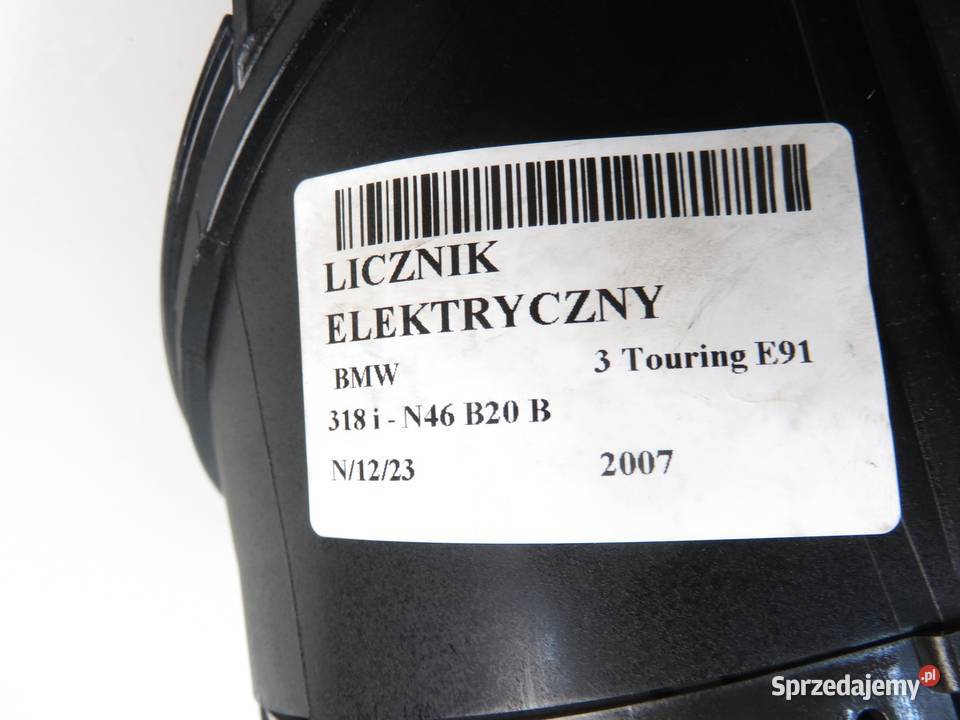 LICZNIK
ELEKTRYCZNY
BMW 3 Touring E91
318 i - N46 B20 B
N/12/23 2007
Sprzedajemy.pl